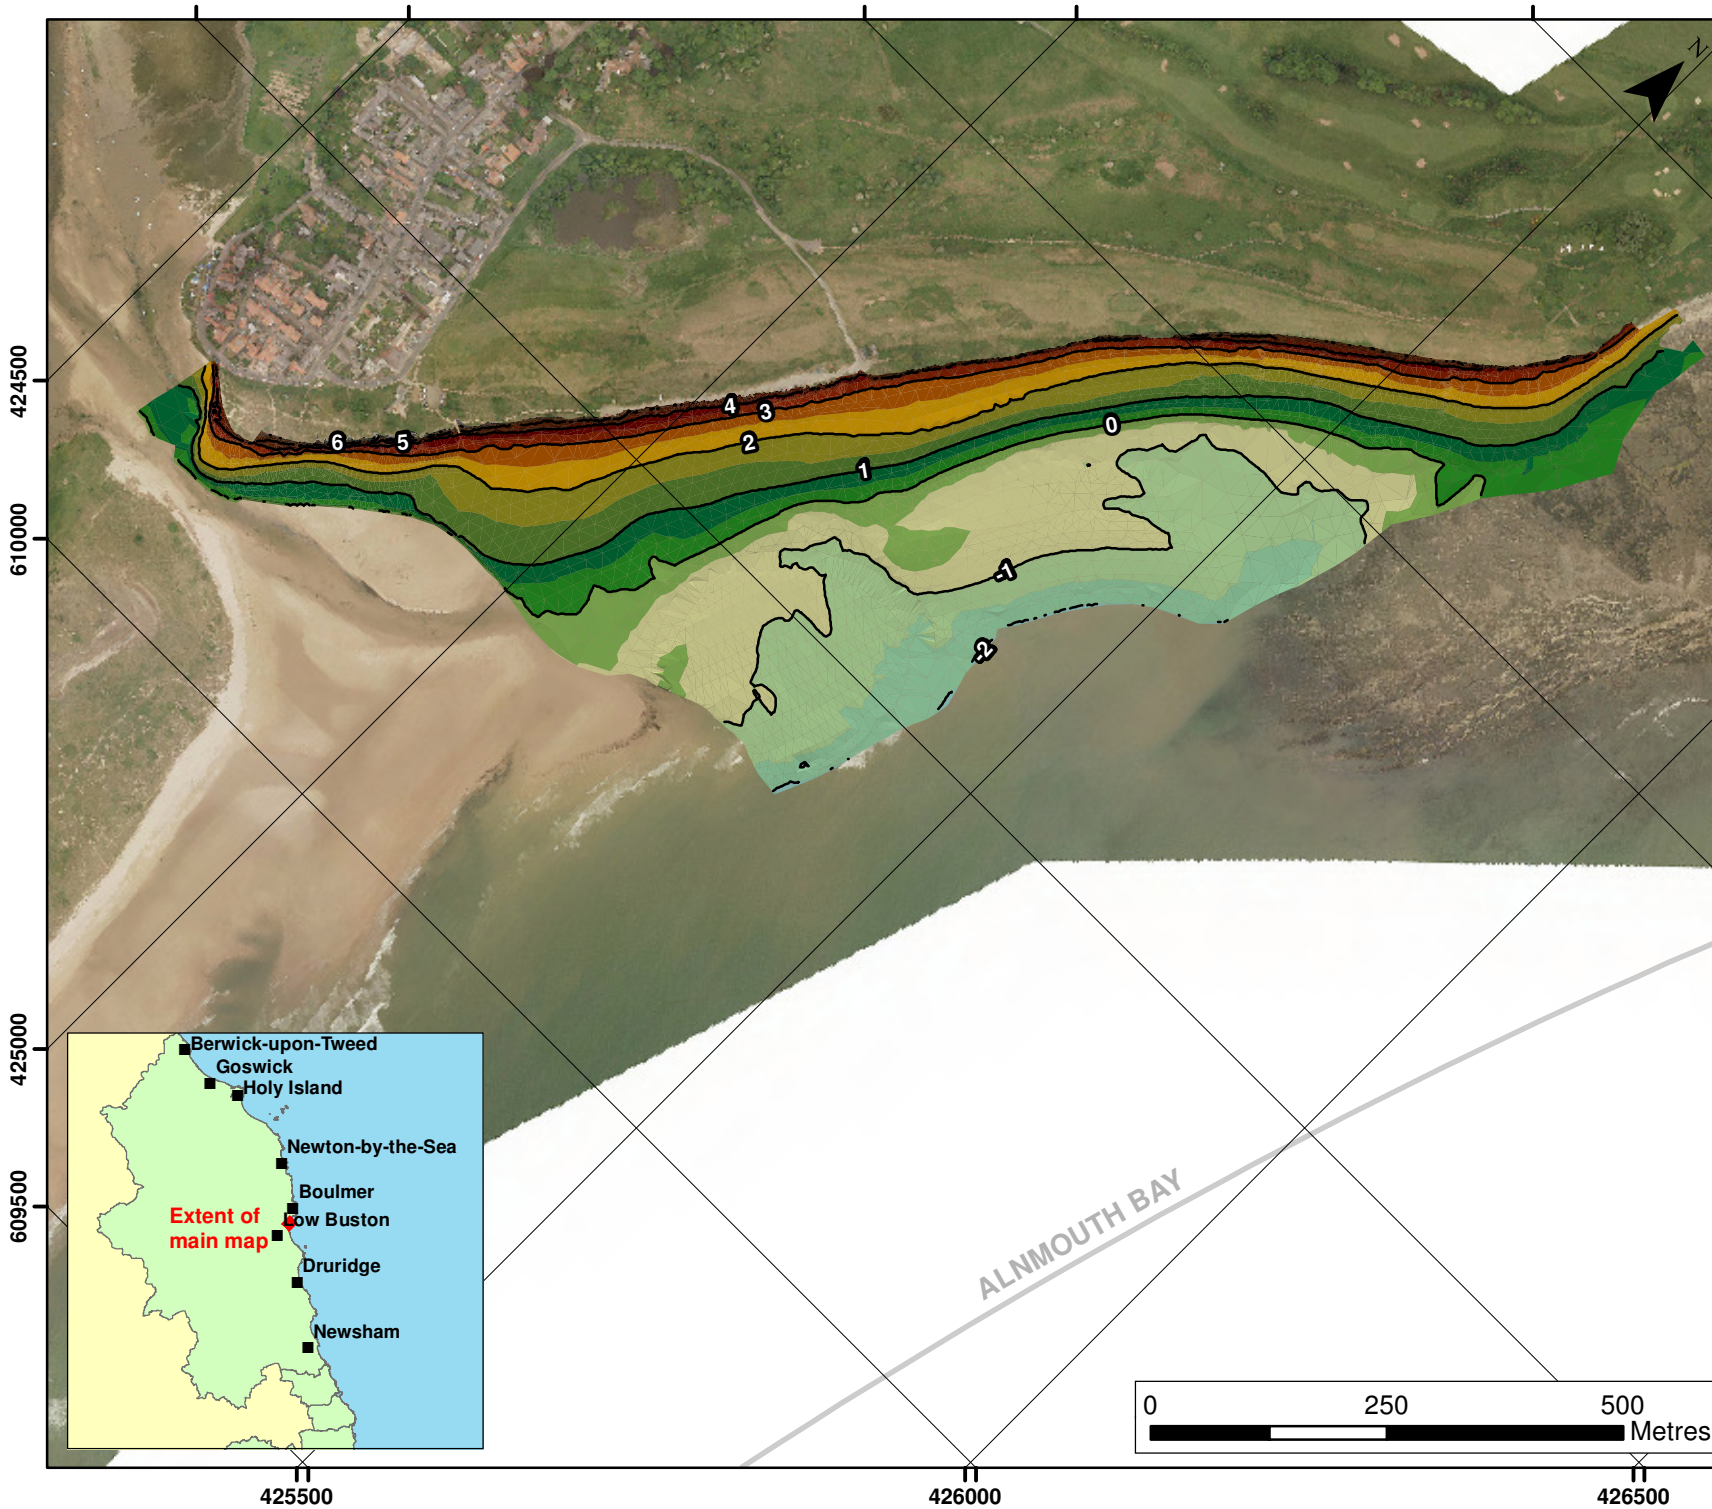 N
424500
610000
425000
609500
6
5
4
3
2
1
0
-1
-2
ALNMOUTH BAY
Berwick-upon-Tweed
Goswick
Holy Island
Newton-by-the-Sea
Boulmer
Low Buston
Extent of
main map
Druridge
Newsham
0 250 500
Metres
425500 426000 426500